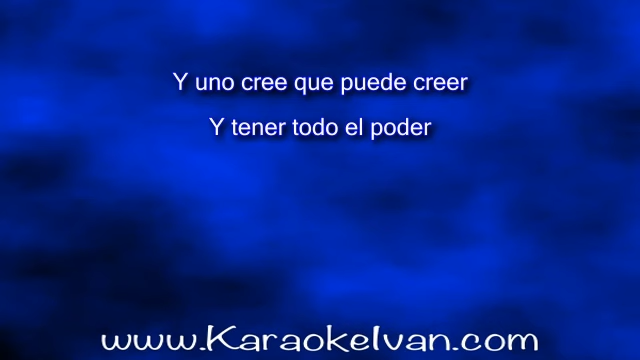 Y uno cree que puede creer
Y tener todo el poder
www.KaraokeIvan.com